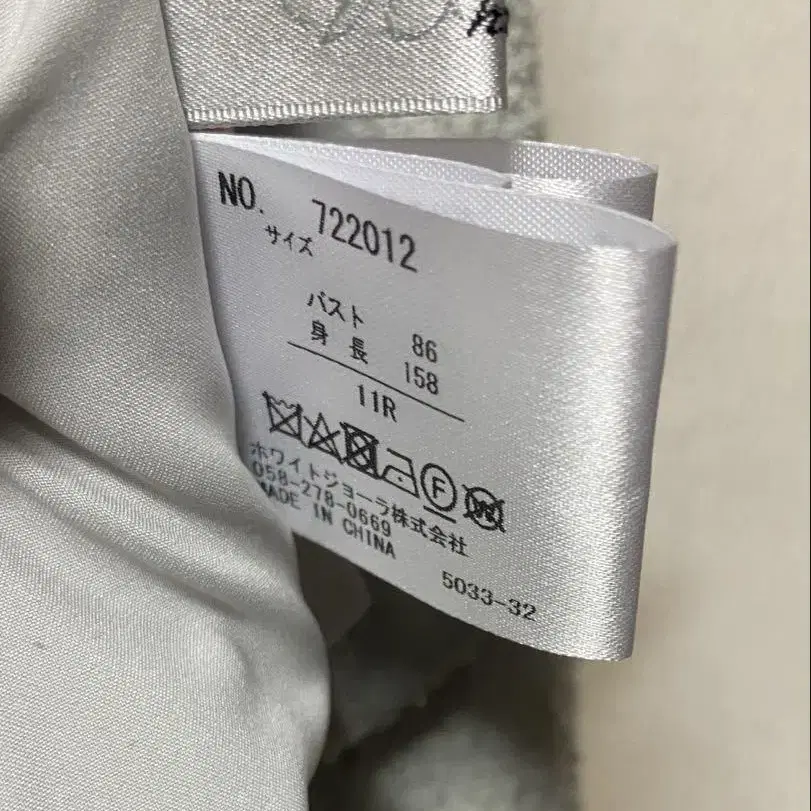 NO. 722012
サイズ
バスト 86
身長 158
11R
F
W
ホワイトジョーラ株式会社
058-278-0669
MADE IN CHINA
5033-32